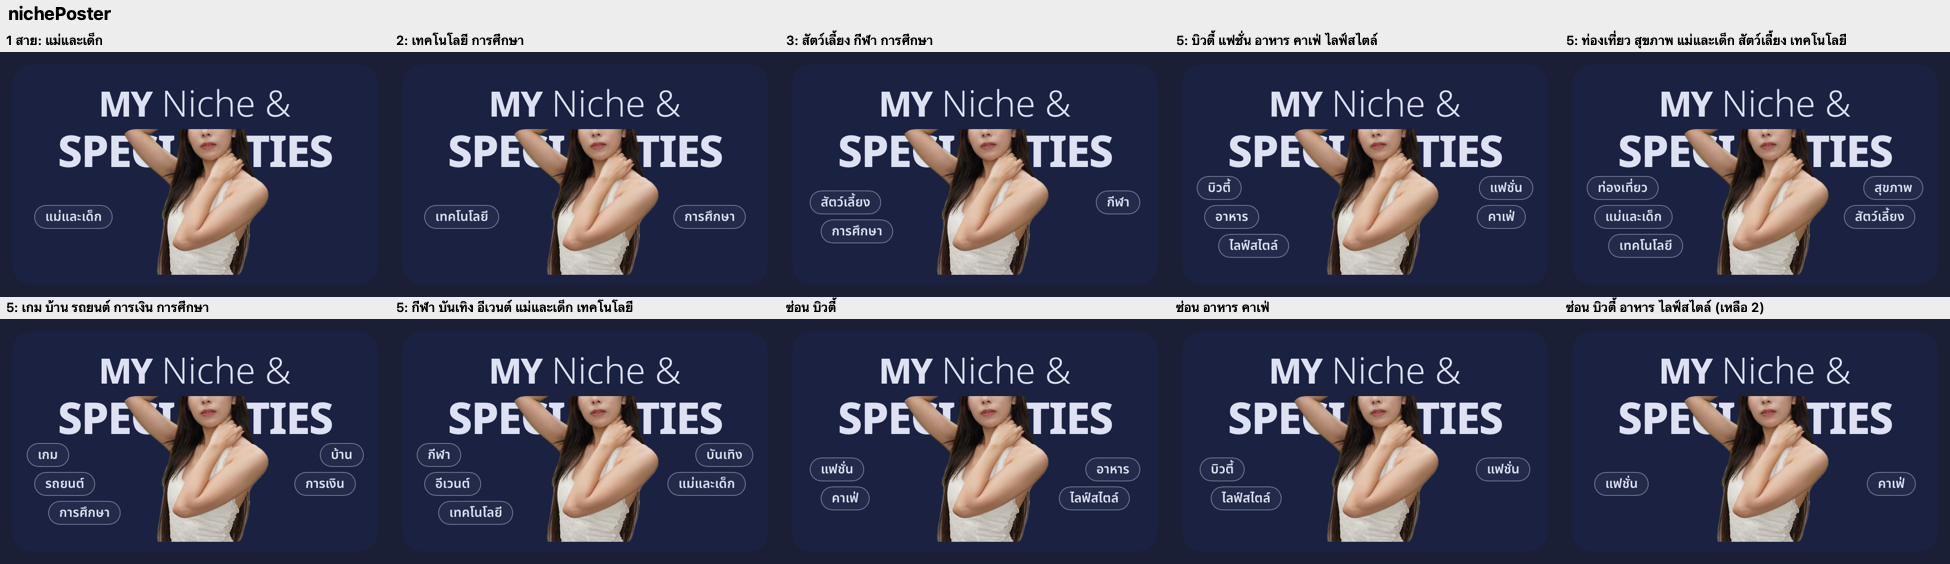 nichePoster
1 สาย: แม่และเด็ก
MY Niche &
SPECI TIES
แม่และเด็ก
2: เทคโนโลยี การศึกษา
MY Niche &
SPECI TIES
เทคโนโลยี
การศึกษา
3: สัตว์เลี้ยง กีฬา การศึกษา
MY Niche &
SPECI TIES
สัตว์เลี้ยง
กีฬา
การศึกษา
5: บิวตี้ แฟชั่น อาหาร คาเฟ่ ไลฟ์สไตล์
MY Niche &
SPECI TIES
บิวตี้
แฟชั่น
อาหาร
คาเฟ่
ไลฟ์สไตล์
5: ท่องเที่ยว สุขภาพ แม่และเด็ก สัตว์เลี้ยง เทคโนโลยี
MY Niche &
SPECI TIES
ท่องเที่ยว
สุขภาพ
แม่และเด็ก
สัตว์เลี้ยง
เทคโนโลยี
5: เกม บ้าน รถยนต์ การเงิน การศึกษา
MY Niche &
SPECI TIES
เกม
บ้าน
รถยนต์
การเงิน
การศึกษา
5: กีฬา บันเทิง อีเวนต์ แม่และเด็ก เทคโนโลยี
MY Niche &
SPECI TIES
กีฬา
บันเทิง
อีเวนต์
แม่และเด็ก
เทคโนโลยี
ซ่อน บิวตี้
MY Niche &
SPECI TIES
แฟชั่น
อาหาร
คาเฟ่
ไลฟ์สไตล์
ซ่อน อาหาร คาเฟ่
MY Niche &
SPECI TIES
บิวตี้
แฟชั่น
ไลฟ์สไตล์
ซ่อน บิวตี้ อาหาร ไลฟ์สไตล์ (เหลือ 2)
MY Niche &
SPECI TIES
แฟชั่น
คาเฟ่